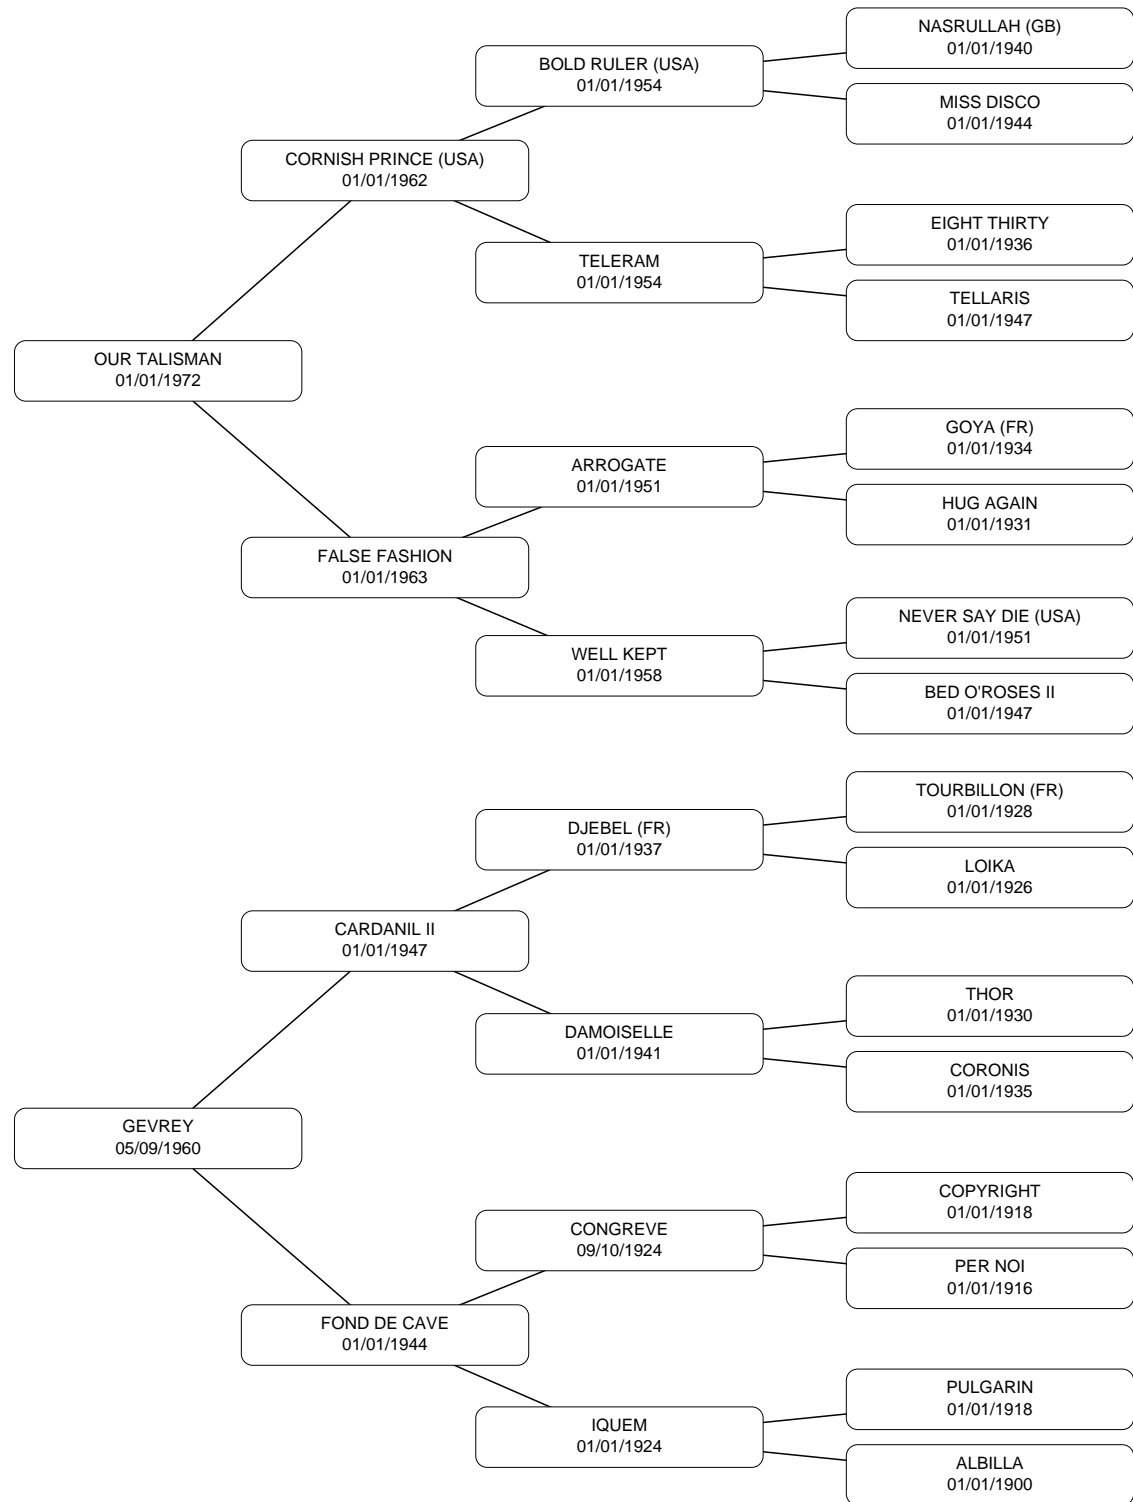 NASRULLAH (GB)
01/01/1940
BOLD RULER (USA)
01/01/1954
MISS DISCO
01/01/1944
CORNISH PRINCE (USA)
01/01/1962
EIGHT THIRTY
01/01/1936
TELERAM
01/01/1954
TELLARIS
01/01/1947
OUR TALISMAN
01/01/1972
GOYA (FR)
01/01/1934
ARROGATE
01/01/1951
HUG AGAIN
01/01/1931
FALSE FASHION
01/01/1963
NEVER SAY DIE (USA)
01/01/1951
WELL KEPT
01/01/1958
BED O'ROSES II
01/01/1947
TOURBILLON (FR)
01/01/1928
DJEBEL (FR)
01/01/1937
LOIKA
01/01/1926
CARDANIL II
01/01/1947
THOR
01/01/1930
DAMOISELLE
01/01/1941
CORONIS
01/01/1935
GEVREY
05/09/1960
COPYRIGHT
01/01/1918
CONGREVE
09/10/1924
PER NOI
01/01/1916
FOND DE CAVE
01/01/1944
PULGARIN
01/01/1918
IQUEM
01/01/1924
ALBILLA
01/01/1900